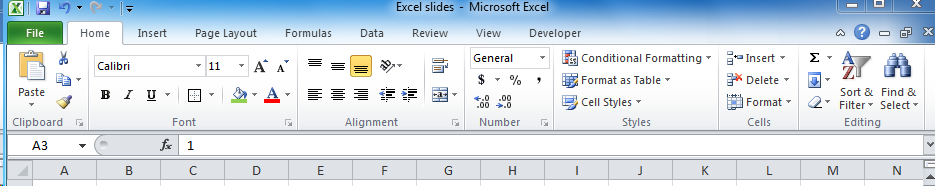 Excel slides - Microsoft Excel
File Home Insert Page Layout Formulas Data Review View Developer
Calibri 11 General Conditional Formatting Insert Σ
Paste B I U A $ % , Format as Table Delete Sort & Filter Find & Select
.00 .0 Cell Styles Format
Clipboard Font Alignment Number Styles Cells Editing
A3 fx 1
A B C D E F G H I J K L M N